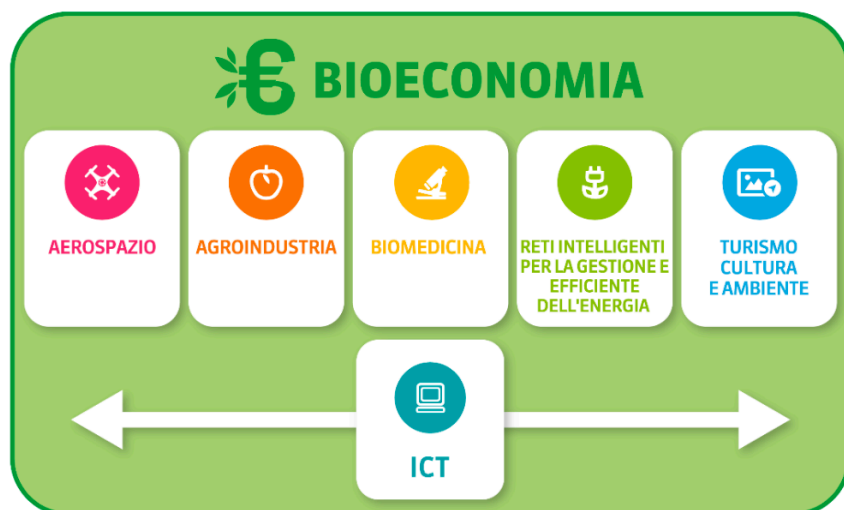 BIOECONOMIA
AEROSPAZIO
AGROINDUSTRIA
BIOMEDICINA
RETI INTELLIGENTI
PER LA GESTIONE E
EFFICIENTE
DELL'ENERGIA
TURISMO
CULTURA
E AMBIENTE
ICT